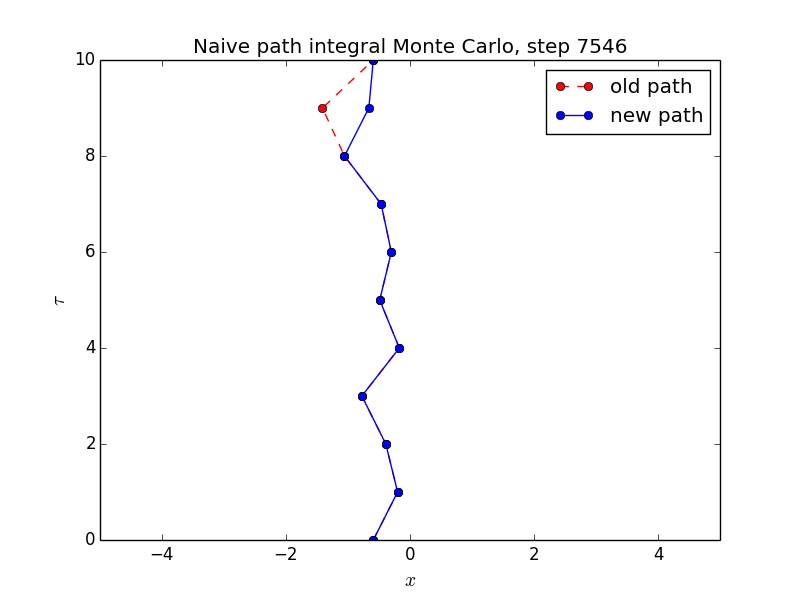 Naive path integral Monte Carlo, step 7546
old path
new path
10
8
6
4
2
0
τ
−4 −2 0 2 4
x